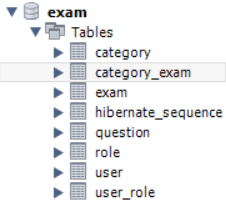 exam
Tables
category
category_exam
exam
hibernate_sequence
question
role
user
user_role